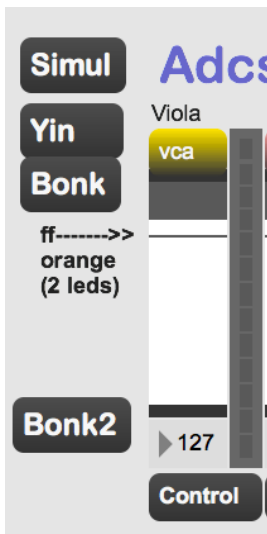 Simul
Adcs
Yin
Viola
vca
Bonk
ff------->>
orange
(2 leds)
Bonk2
127
Control